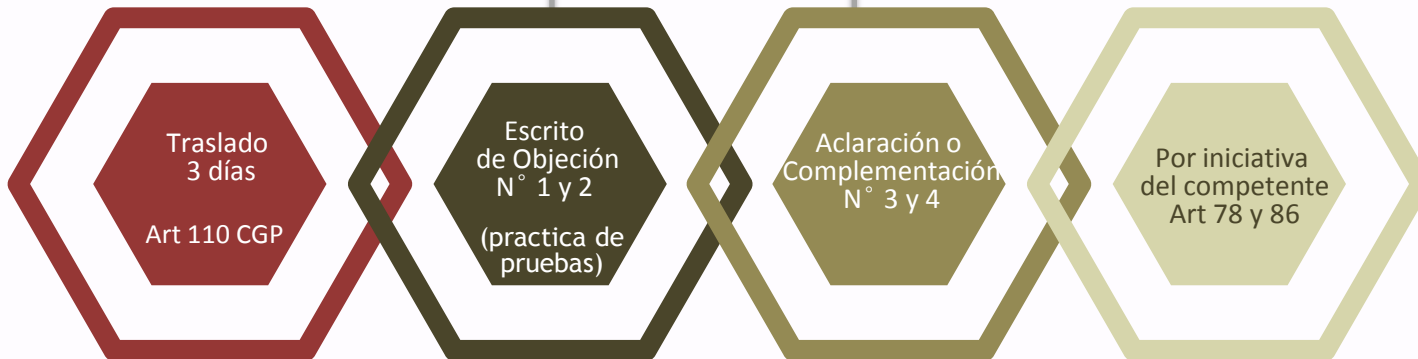 Traslado
3 días
Art 110 CGP
Escrito
de Objeción
N° 1 y 2
(practica de
pruebas)
Aclaración o
Complementación
N° 3 y 4
Por iniciativa
del competente
Art 78 y 86